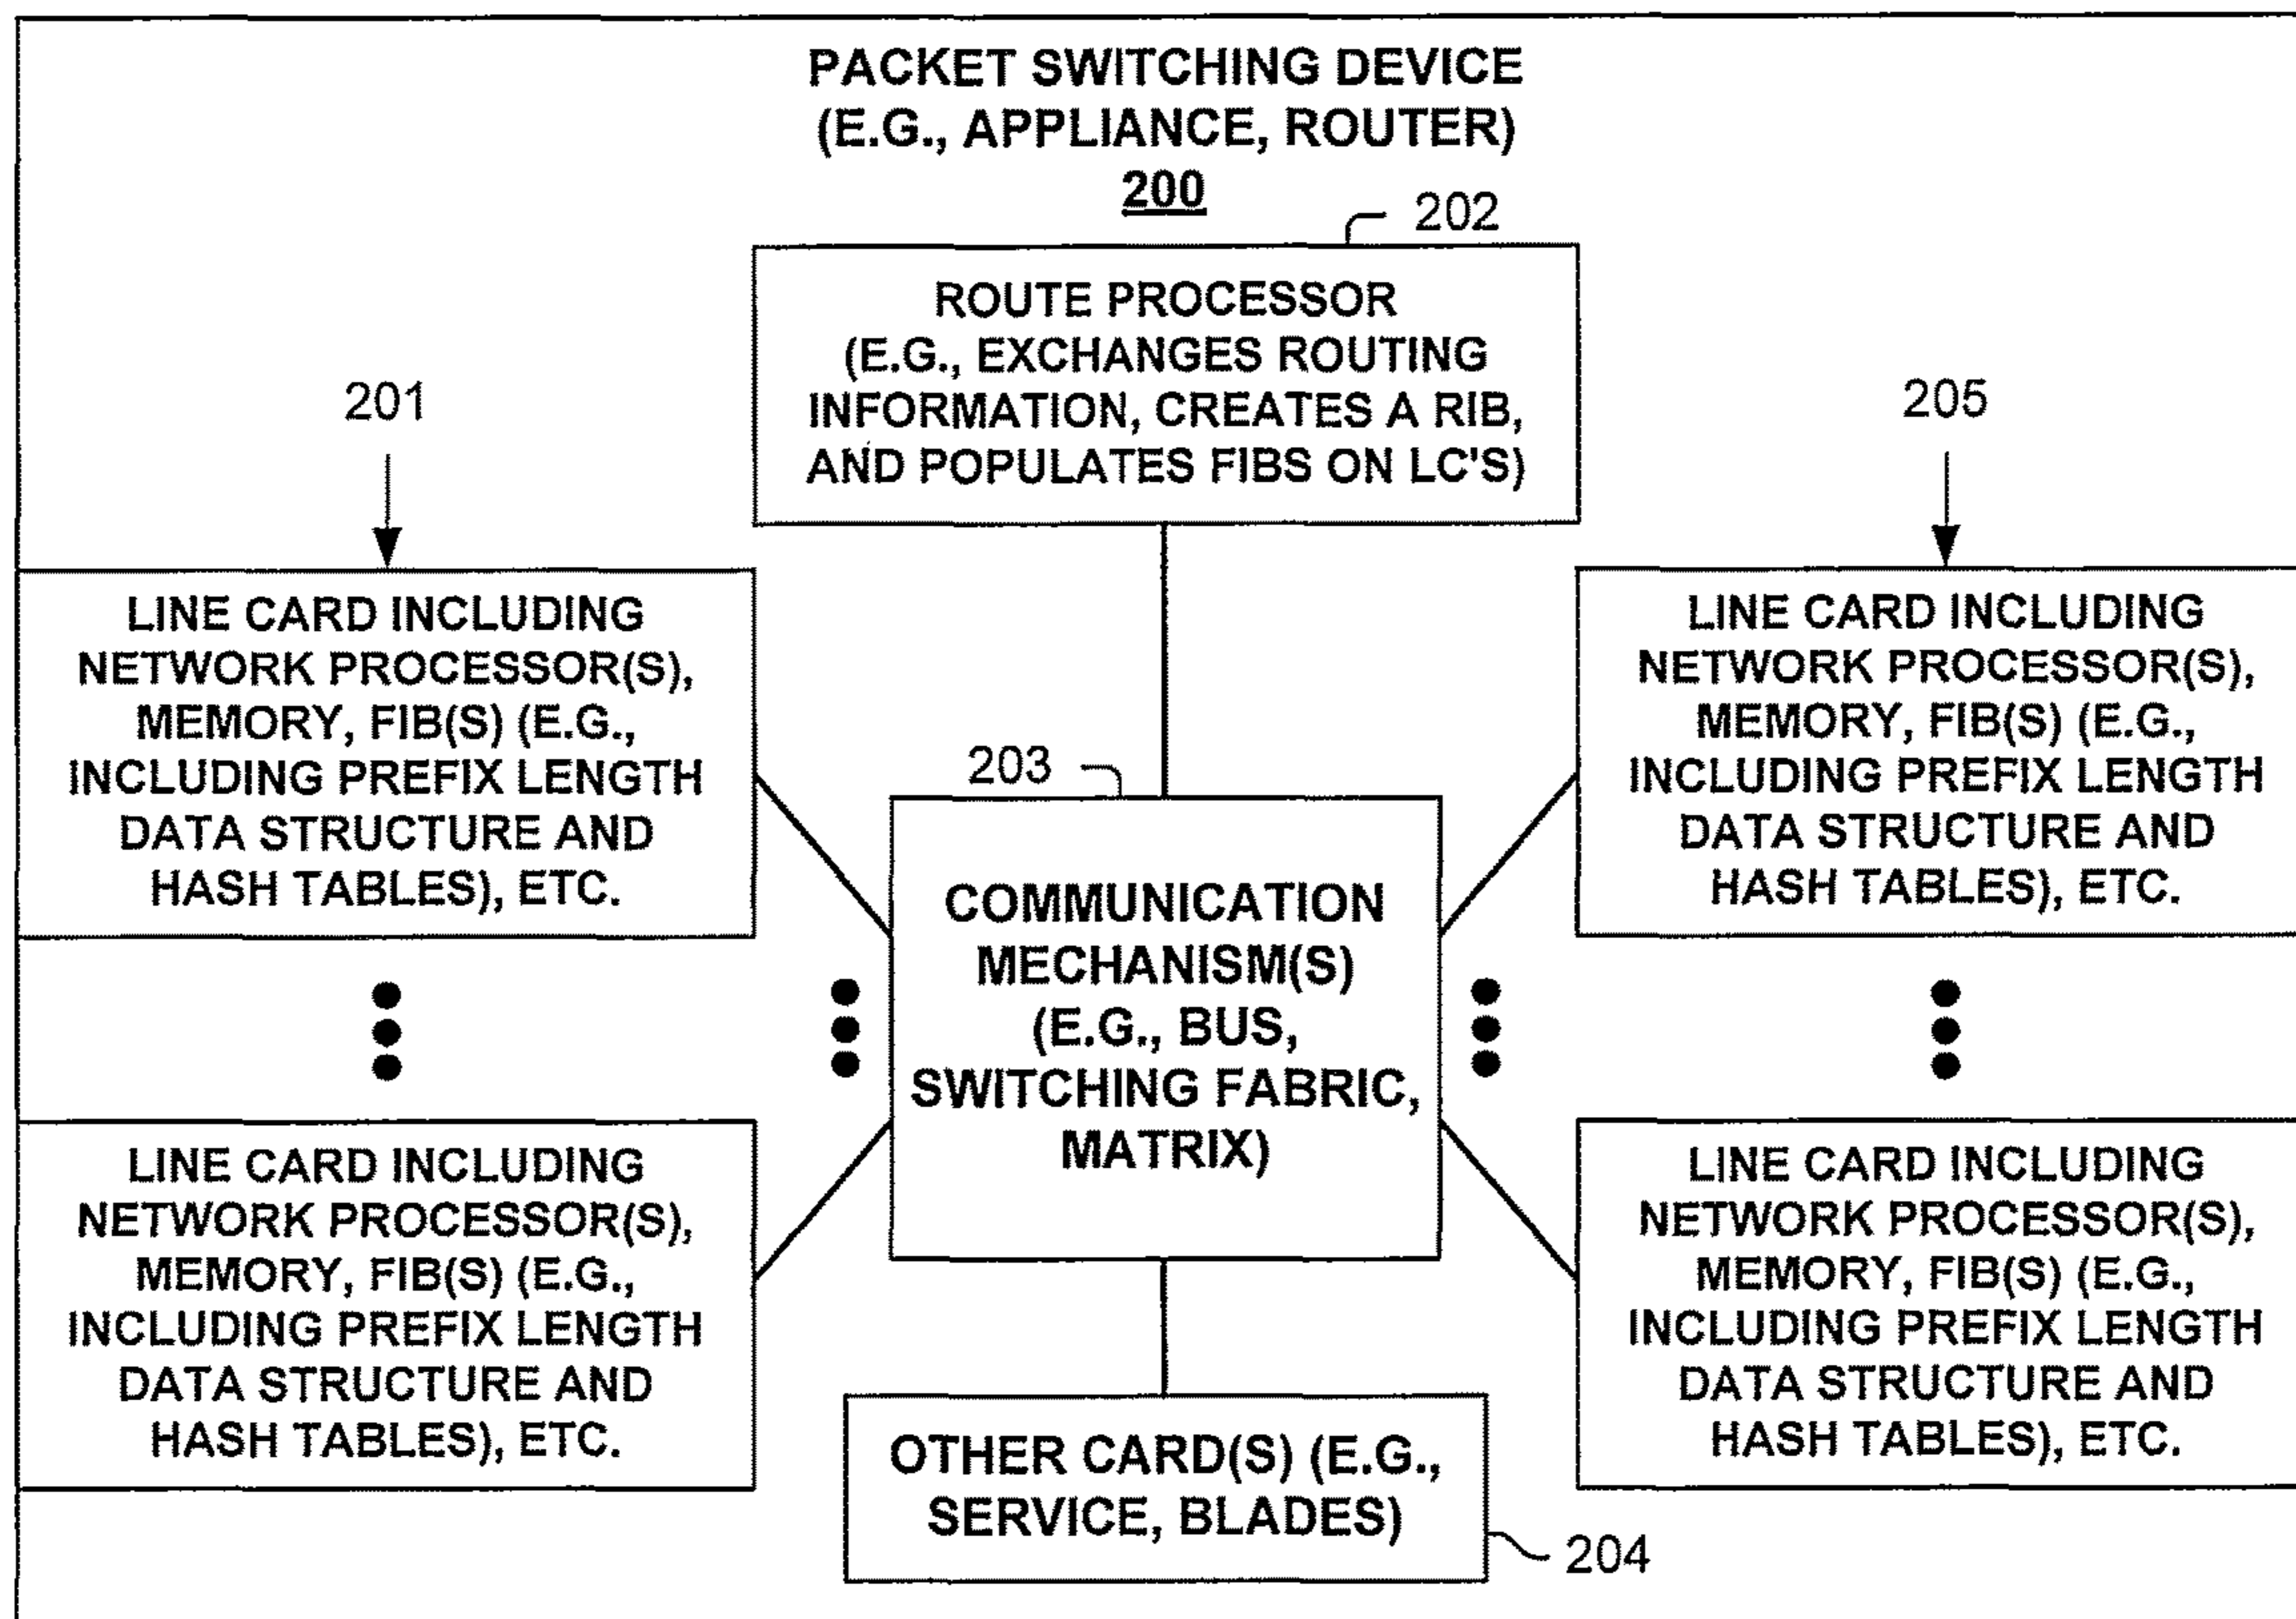 PACKET SWITCHING DEVICE
(E.G., APPLIANCE, ROUTER)
200
202
ROUTE PROCESSOR
(E.G., EXCHANGES ROUTING
INFORMATION, CREATES A RIB,
AND POPULATES FIBS ON LC'S)
201
205
LINE CARD INCLUDING
NETWORK PROCESSOR(S),
MEMORY, FIB(S) (E.G.,
INCLUDING PREFIX LENGTH
DATA STRUCTURE AND
HASH TABLES), ETC.
LINE CARD INCLUDING
NETWORK PROCESSOR(S),
MEMORY, FIB(S) (E.G.,
INCLUDING PREFIX LENGTH
DATA STRUCTURE AND
HASH TABLES), ETC.
203
COMMUNICATION
MECHANISM(S)
(E.G., BUS,
SWITCHING FABRIC,
MATRIX)
LINE CARD INCLUDING
NETWORK PROCESSOR(S),
MEMORY, FIB(S) (E.G.,
INCLUDING PREFIX LENGTH
DATA STRUCTURE AND
HASH TABLES), ETC.
LINE CARD INCLUDING
NETWORK PROCESSOR(S),
MEMORY, FIB(S) (E.G.,
INCLUDING PREFIX LENGTH
DATA STRUCTURE AND
HASH TABLES), ETC.
OTHER CARD(S) (E.G.,
SERVICE, BLADES)
204